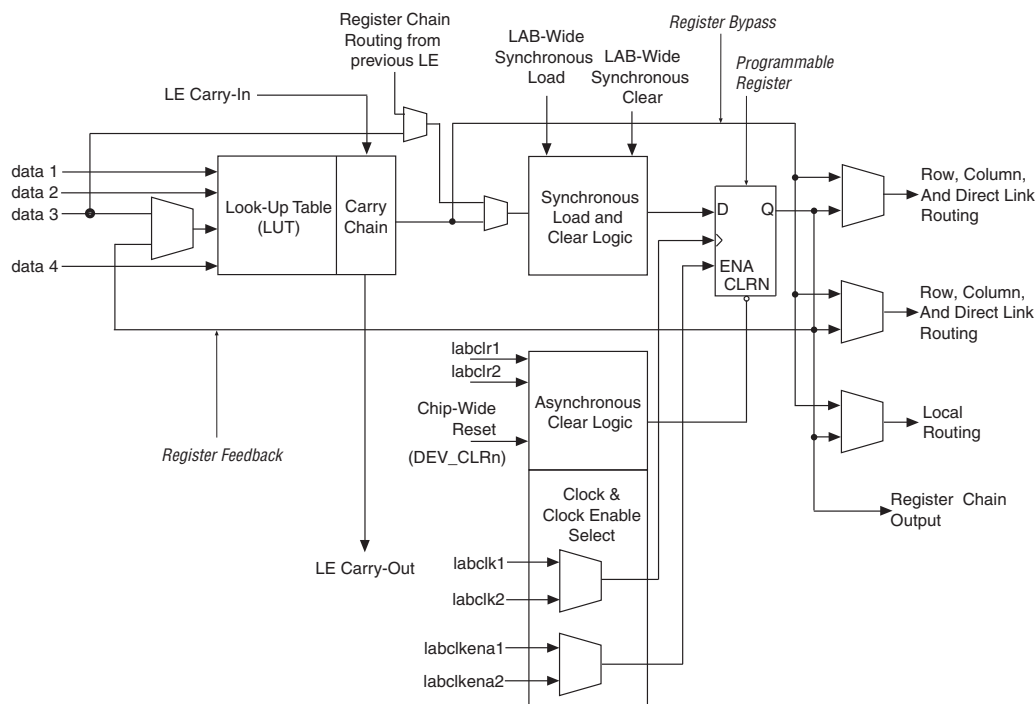 Register Chain
Routing from
previous LE
LAB-Wide
Synchronous
Load
LAB-Wide
Synchronous
Clear
Register Bypass
Programmable
Register
LE Carry-In
data 1
data 2
data 3
data 4
Look-Up Table
(LUT)
Carry
Chain
Synchronous
Load and
Clear Logic
D
Q
ENA
CLRN
Row, Column,
And Direct Link
Routing
Row, Column,
And Direct Link
Routing
Local
Routing
Register Chain
Output
Register Feedback
labclr1
labclr2
Chip-Wide
Reset
(DEV_CLRn)
Asynchronous
Clear Logic
Clock &
Clock Enable
Select
LE Carry-Out
labclk1
labclk2
labclkena1
labclkena2